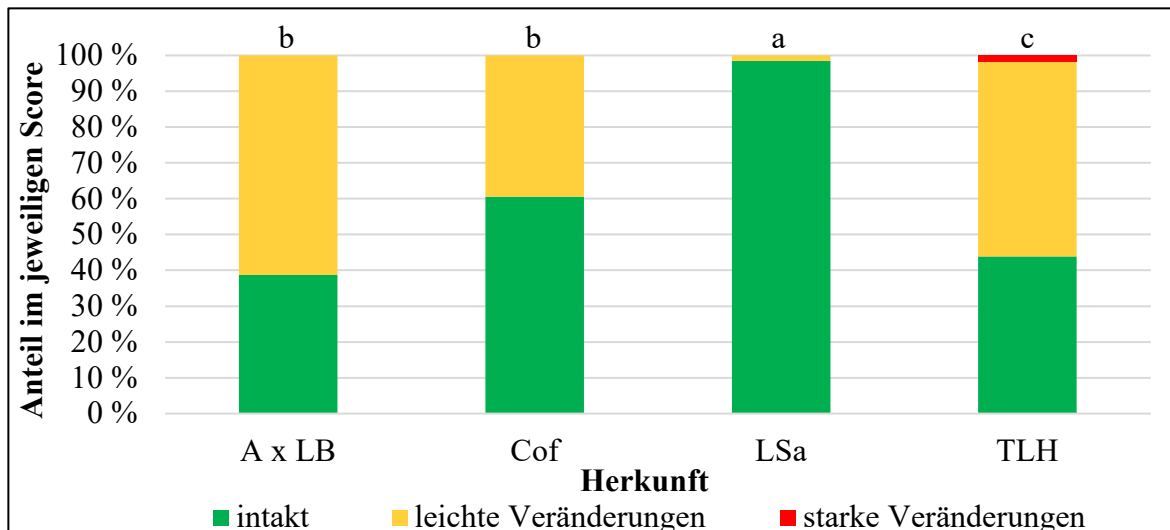 b b a c
Anteil im jeweiligen Score
100 %
90 %
80 %
70 %
60 %
50 %
40 %
30 %
20 %
10 %
0 %
A x LB Cof LSa TLH
Herkunft
intakt leichte Veränderungen starke Veränderungen